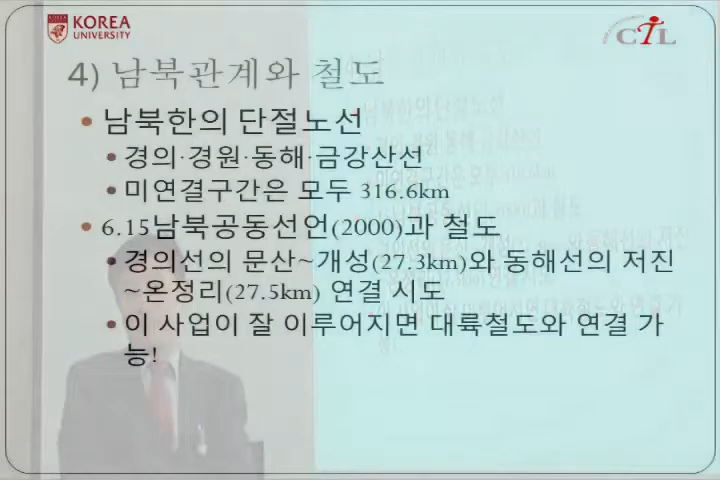 KOREA
UNIVERSITY
CTL
4) 남북관계와 철도
• 남북한의 단절노선
• 경의·경원·동해·금강산선
• 미연결구간은 모두 316.6km
• 6.15남북공동선언(2000)과 철도
• 경의선의 문산~개성(27.3km)와 동해선의 저진
~온정리(27.5km) 연결 시도
• 이 사업이 잘 이루어지면 대륙철도와 연결 가
능!